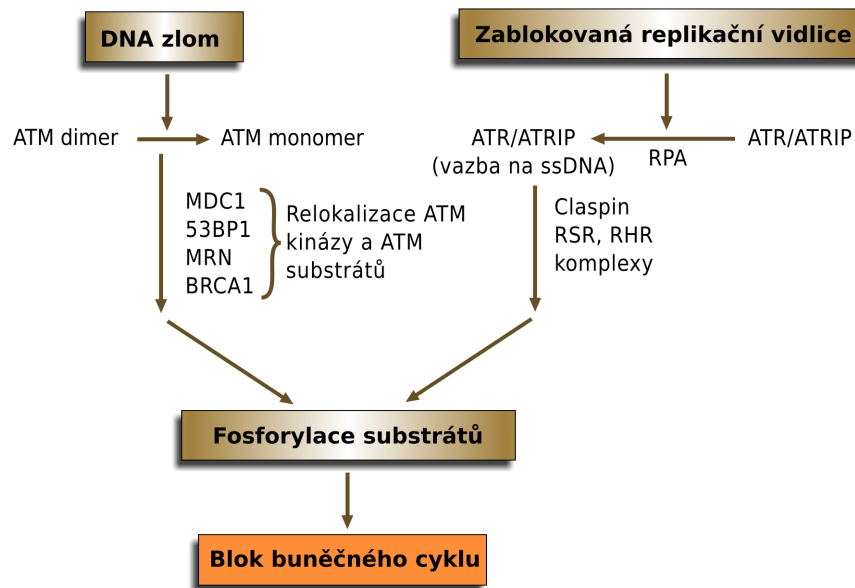 DNA zlom
Zablokovaná replikační vidlice
ATM dimer
ATM monomer
ATR/ATRIP
(vazba na ssDNA)
RPA
ATR/ATRIP
MDC1
53BP1
MRN
BRCA1
Relokalizace ATM
kinázy a ATM
substrátů
Claspin
RSR, RHR
komplexy
Fosforylace substrátů
Blok buněčného cyklu